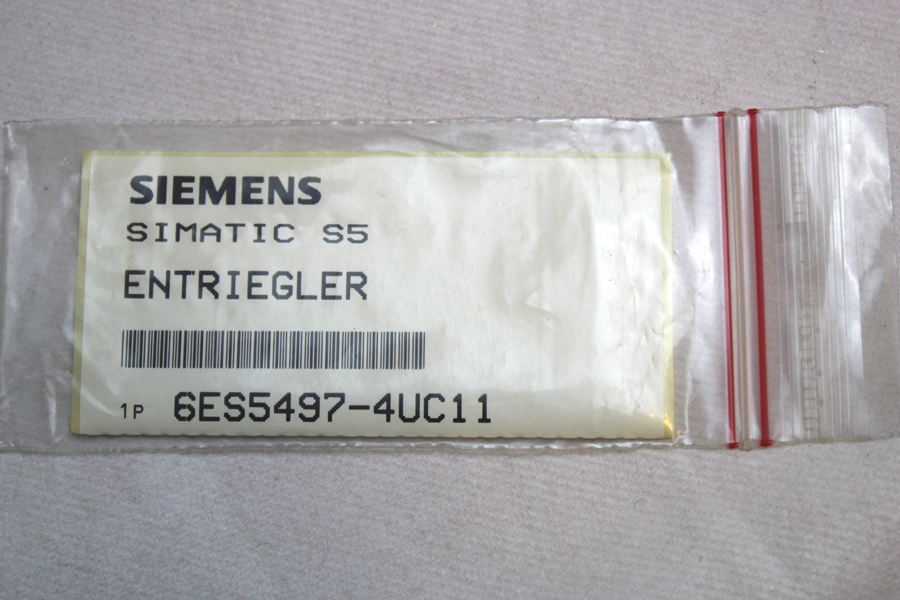 SIEMENS
SIMATIC S5
ENTRIEGLER
1P 6ES5497-4UC11